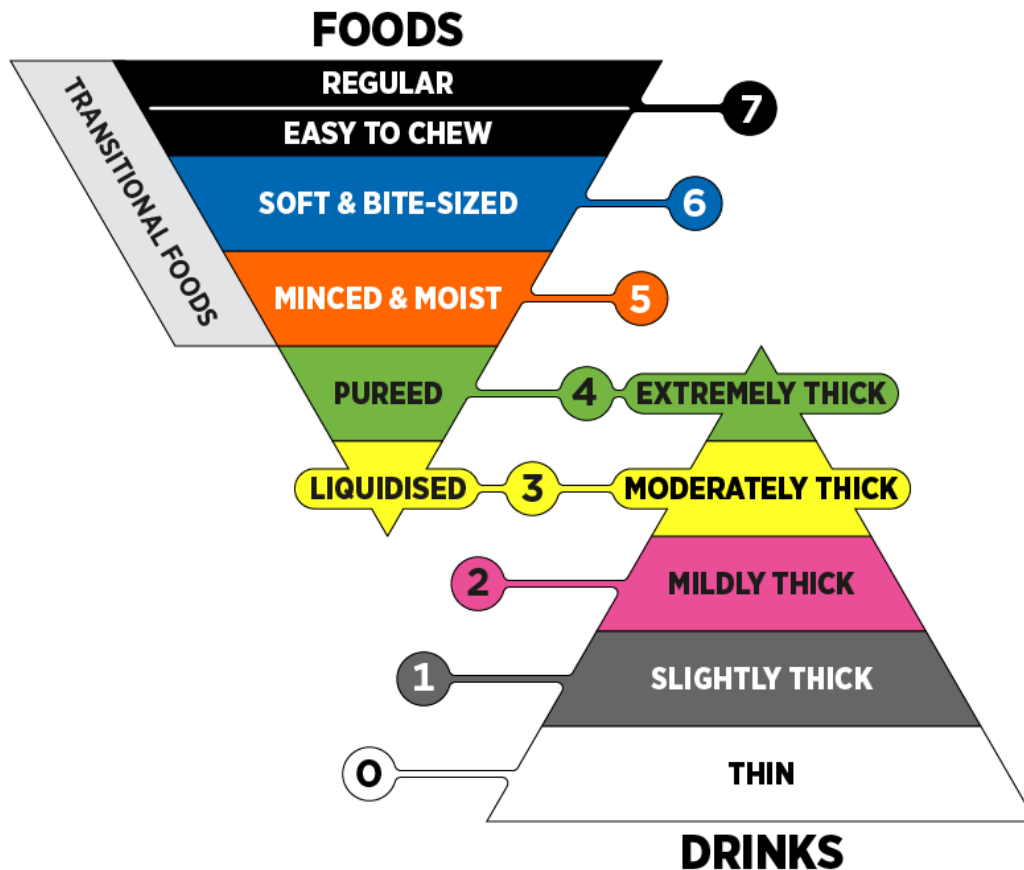 FOODS
REGULAR
7
EASY TO CHEW
TRANSITIONAL FOODS
SOFT & BITE-SIZED
6
MINCED & MOIST
5
PUREED
4
EXTREMELY THICK
LIQUIDISED
3
MODERATELY THICK
2
MILDLY THICK
1
SLIGHTLY THICK
0
THIN
DRINKS